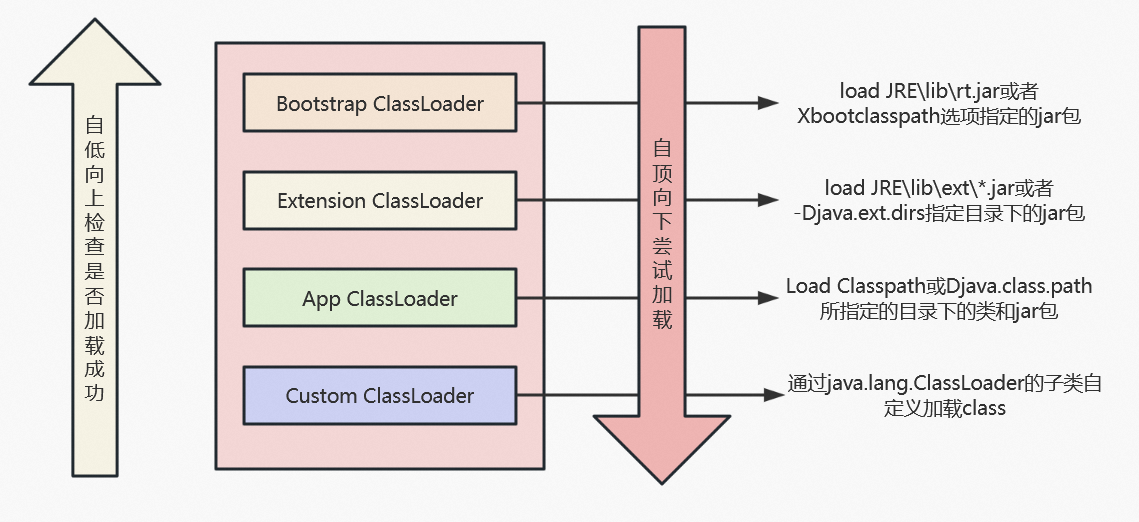 自低向上检查是否加载成功
Bootstrap ClassLoader
Extension ClassLoader
App ClassLoader
Custom ClassLoader
自顶向下尝试加载
load JRE\lib\rt.jar或者
Xbootclasspath选项指定的jar包
load JRE\lib\ext\*.jar或者
-Djava.ext.dirs指定目录下的jar包
Load Classpath或Djava.class.path
所指定的目录下的类和jar包
通过java.lang.ClassLoader的子类自
定义加载class